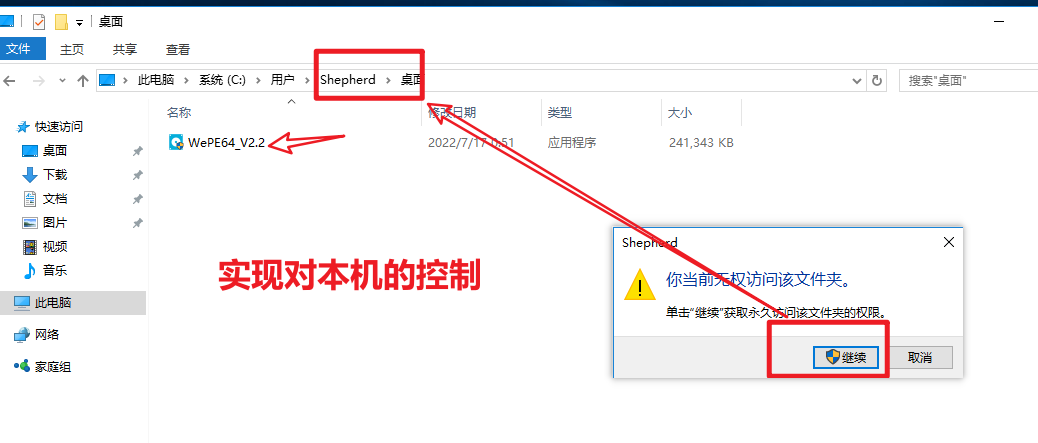 桌面
文件 主页 共享 查看
此电脑 系统 (C:) 用户 Shepherd 桌面 搜索"桌面"
名称 修改日期 类型 大小
快速访问
WePE64_V2.2 2022/7/17 0:51 应用程序 241,343 KB
桌面
下载
文档
图片
视频
音乐
此电脑
网络
家庭组
实现对本机的控制
Shepherd
你当前无权访问该文件夹。
单击"继续"获取永久访问该文件夹的权限。
继续 取消